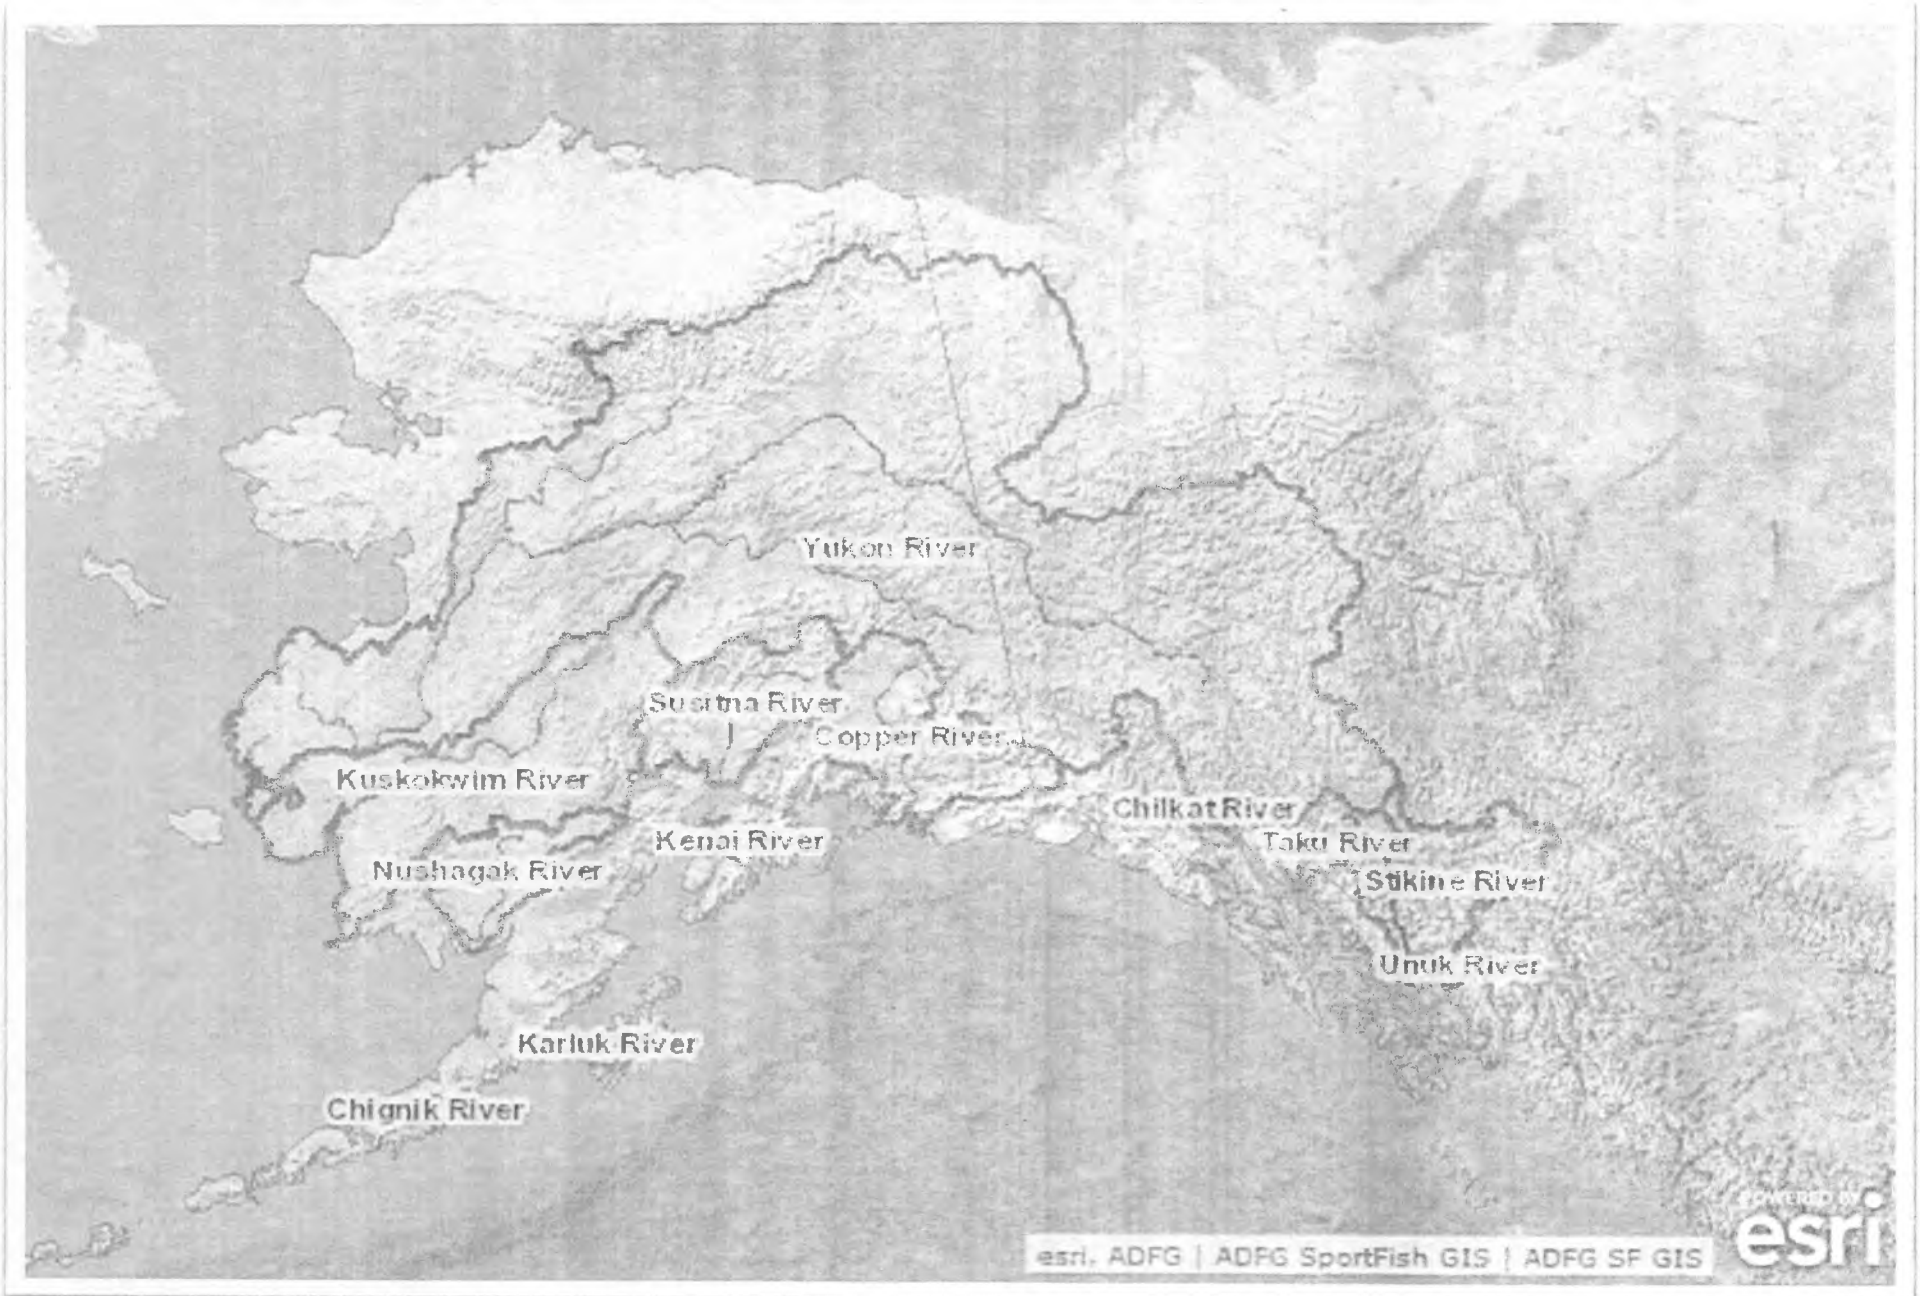 Yukon River
Susitna River
Copper River
Kuskokwim River
Chilkat River
Kenai River
Taku River
Nushagak River
Stikine River
Unuk River
Karluk River
Chignik River
POWERED BY
esri
esri, ADFG | ADFG SportFish GIS | ADFG SF GIS